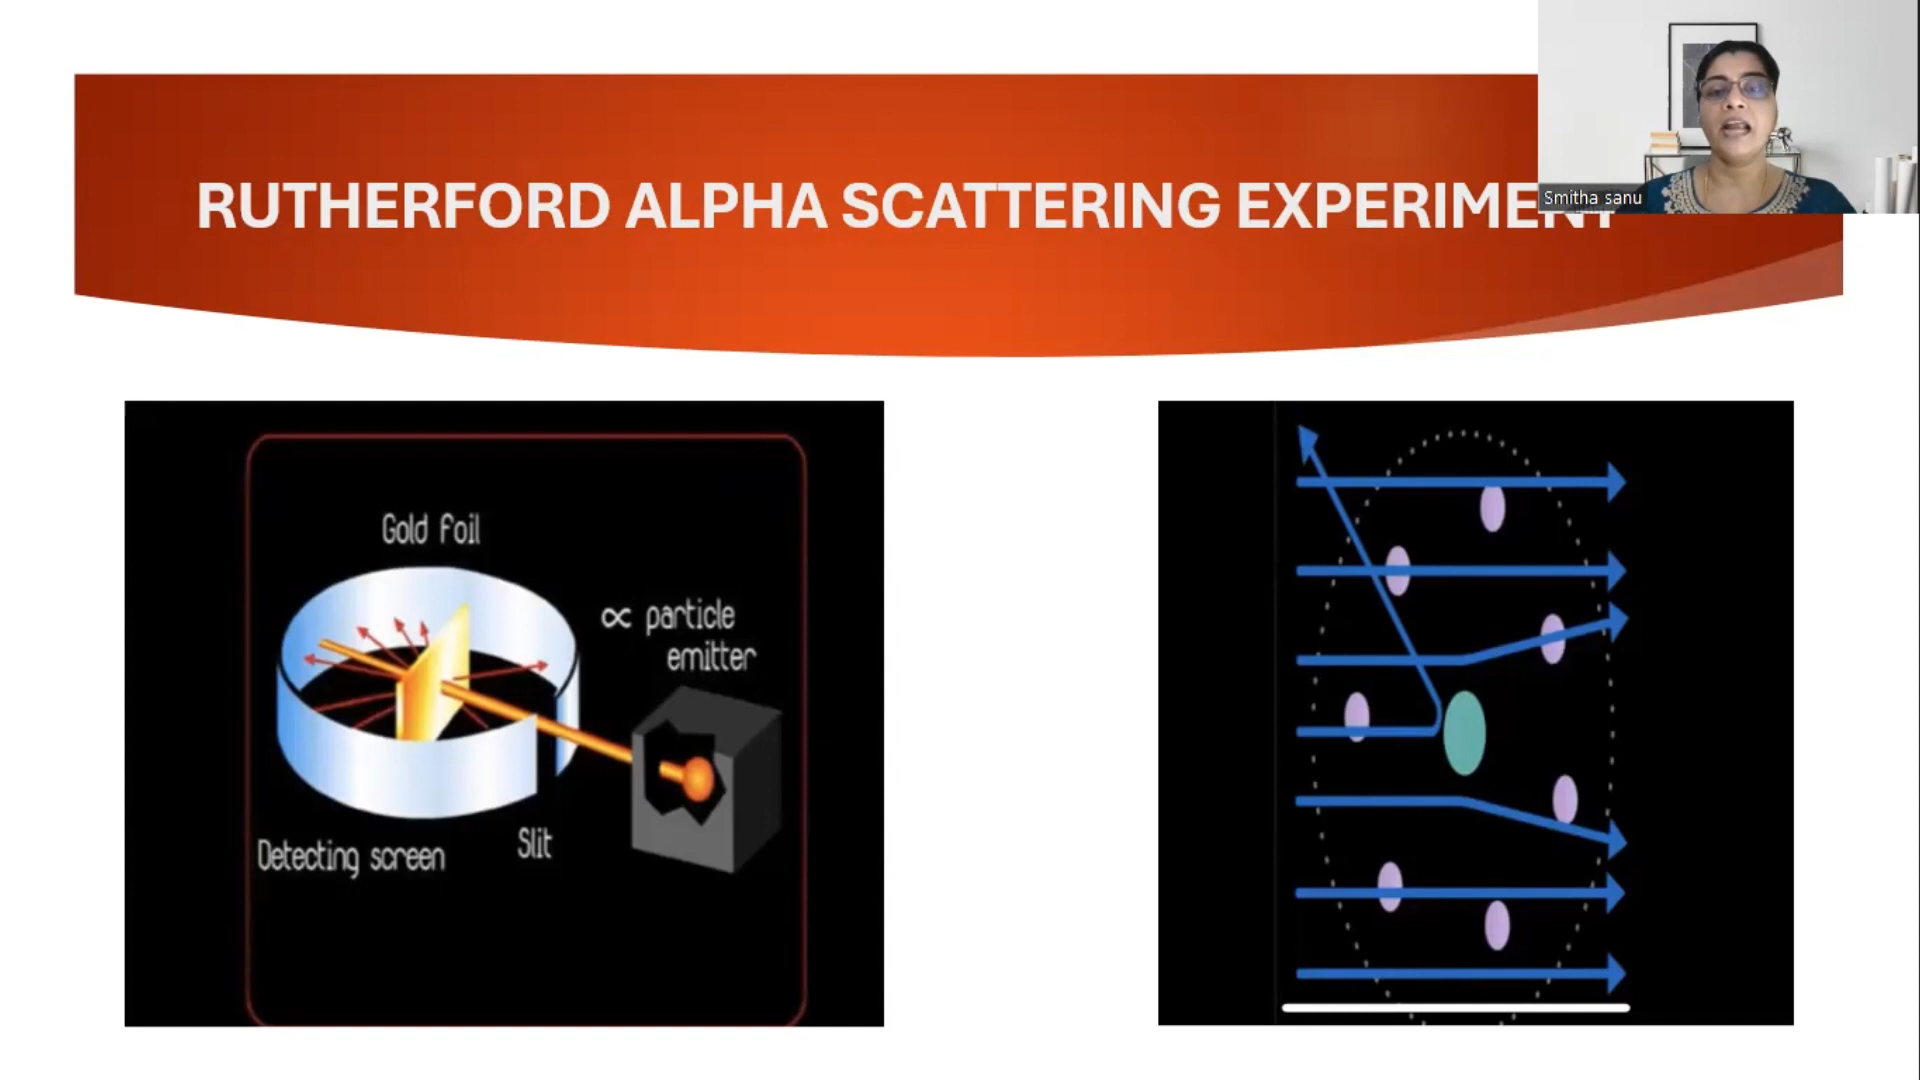 RUTHERFORD ALPHA SCATTERING EXPERIMENT
Smitha sanu
Gold foil
∝ particle
emitter
Detecting screen
Slit